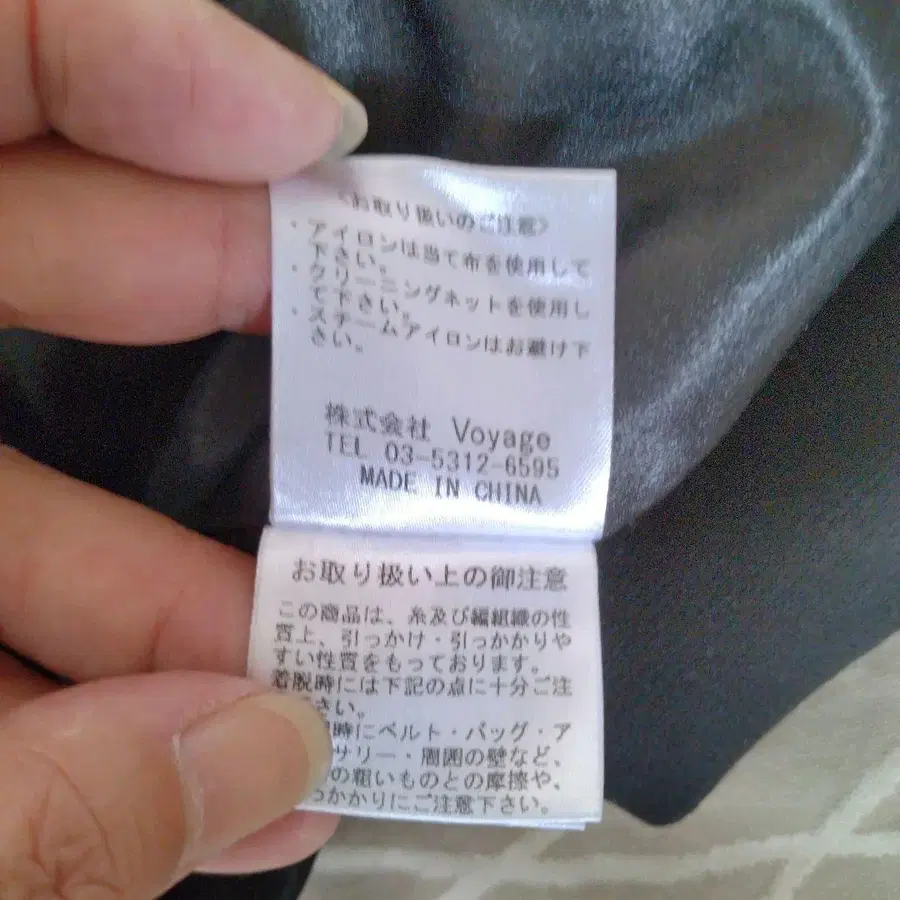 <お取り扱いのご注意>
・アイロンは当て布を使用して
下さい。
・クリーニングネットを使用し
て下さい。
・スチームアイロンはお避け下
さい。
株式会社 Voyage
TEL 03-5312-6595
MADE IN CHINA
お取り扱い上の御注意
この商品は、糸及び編組織の性
質上、引っかけ・引っかかりや
すい性質をもっております。
着脱時には下記の点に十分ご注
さい。
時にベルト・バッグ・ア
サリー・周囲の壁など、
の粗いものとの摩擦や、
っかかりにご注意下さい。